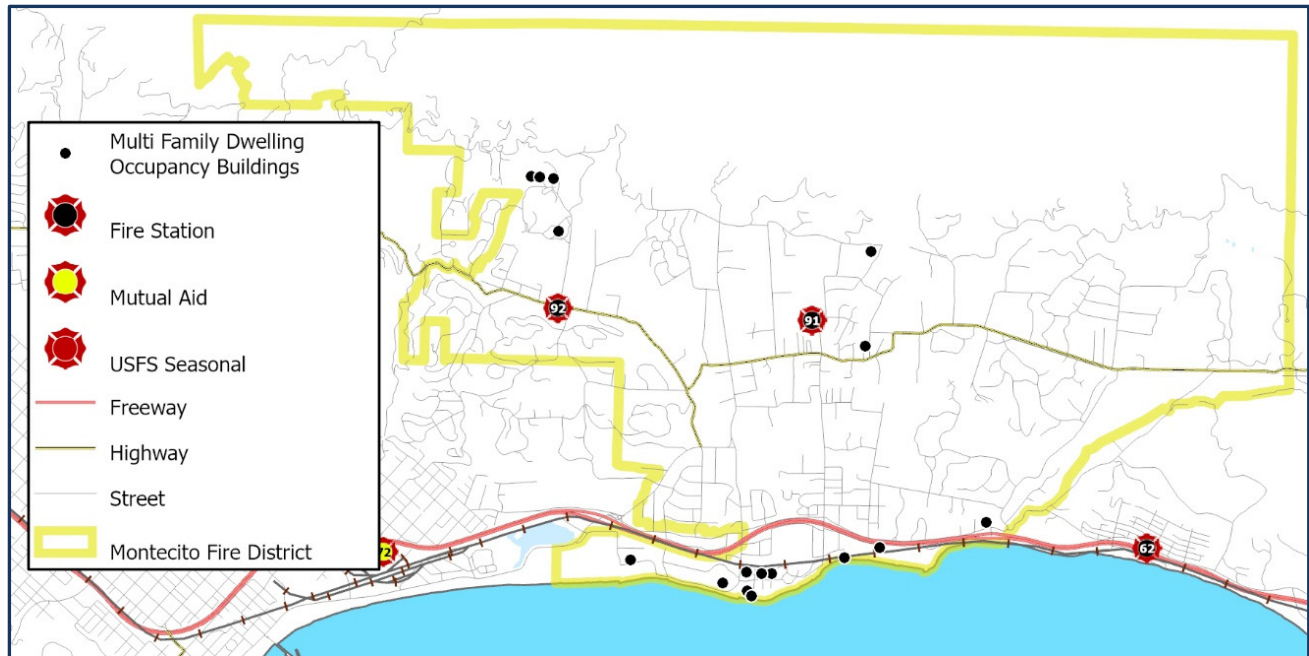 Multi Family Dwelling
Occupancy Buildings
Fire Station
Mutual Aid
USFS Seasonal
Freeway
Highway
Street
Montecito Fire District
92
91
72
62